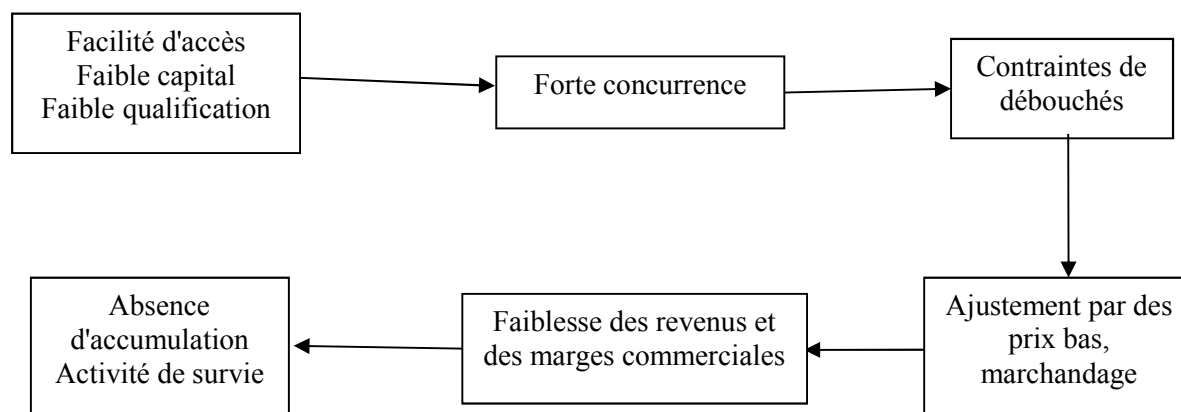 Facilité d'accès
Faible capital
Faible qualification
Forte concurrence
Contraintes de
débouchés
Ajustement par des
prix bas,
marchandage
Faiblesse des revenus et
des marges commerciales
Absence
d'accumulation
Activité de survie